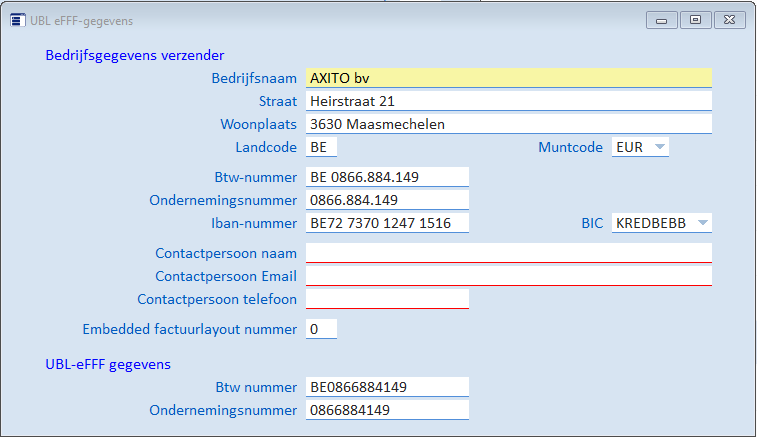 UBL eFFF-gegevens
Bedrijfsgegevens verzender
Bedrijfsnaam AXITO bv
Straat Heirstraat 21
Woonplaats 3630 Maasmechelen
Landcode BE Muntcode EUR
Btw-nummer BE 0866.884.149
Ondernemingsnummer 0866.884.149
Iban-nummer BE72 7370 1247 1516 BIC KREDBEBB
Contactpersoon naam
Contactpersoon Email
Contactpersoon telefoon
Embedded factuurlayout nummer 0
UBL-eFFF gegevens
Btw nummer BE0866884149
Ondernemingsnummer 0866884149